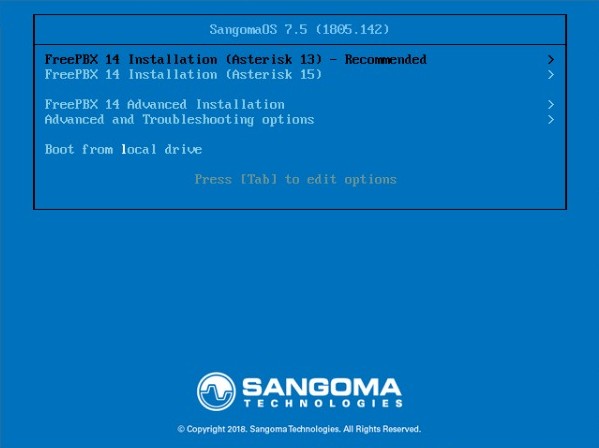 SangomaOS 7.5 (1805.142)
FreePBX 14 Installation (Asterisk 13) - Recommended >
FreePBX 14 Installation (Asterisk 15) >
FreePBX 14 Advanced Installation >
Advanced and Troubleshooting options >
Boot from local drive
Press [Tab] to edit options
SANGOMA
TECHNOLOGIES
© Copyright 2018. Sangoma Technologies. All Rights Reserved.